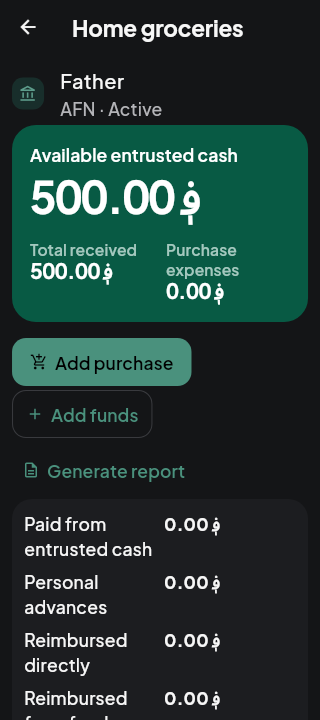 Home groceries
Father
AFN · Active
Available entrusted cash
500.00؋
Total received
500.00؋
Purchase
expenses
0.00؋
Add purchase
Add funds
Generate report
Paid from
entrusted cash
0.00؋
Personal
advances
0.00؋
Reimbursed
directly
0.00؋
Reimbursed
0.00؋